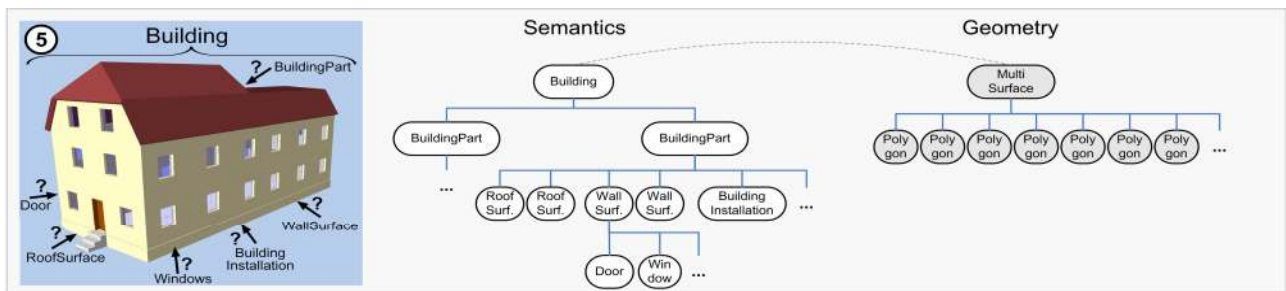 5
Building
?
BuildingPart
?
Door
?
RoofSurface
?
Windows
?
Building
Installation
?
WallSurface
Semantics
Building
BuildingPart
BuildingPart
...
Roof
Surf.
Roof
Surf.
Wall
Surf.
Wall
Surf.
Building
Installation
...
Door
Win
dow
...
Geometry
Multi
Surface
Poly
gon
Poly
gon
Poly
gon
Poly
gon
Poly
gon
Poly
gon
Poly
gon
...